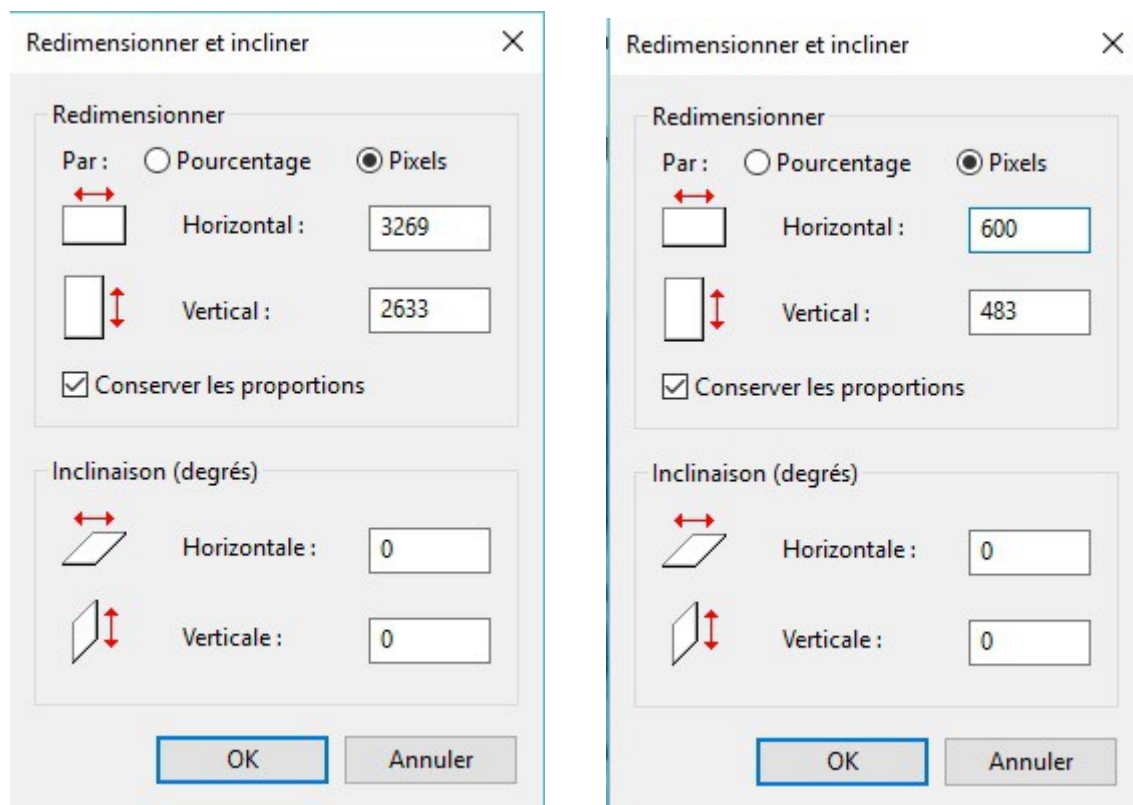 Redimensionner et incliner
Redimensionner
Par : Pourcentage Pixels
Horizontal : 3269
Vertical : 2633
Conserver les proportions
Inclinaison (degrés)
Horizontale : 0
Verticale : 0
OK Annuler
Redimensionner et incliner
Redimensionner
Par : Pourcentage Pixels
Horizontal : 600
Vertical : 483
Conserver les proportions
Inclinaison (degrés)
Horizontale : 0
Verticale : 0
OK Annuler